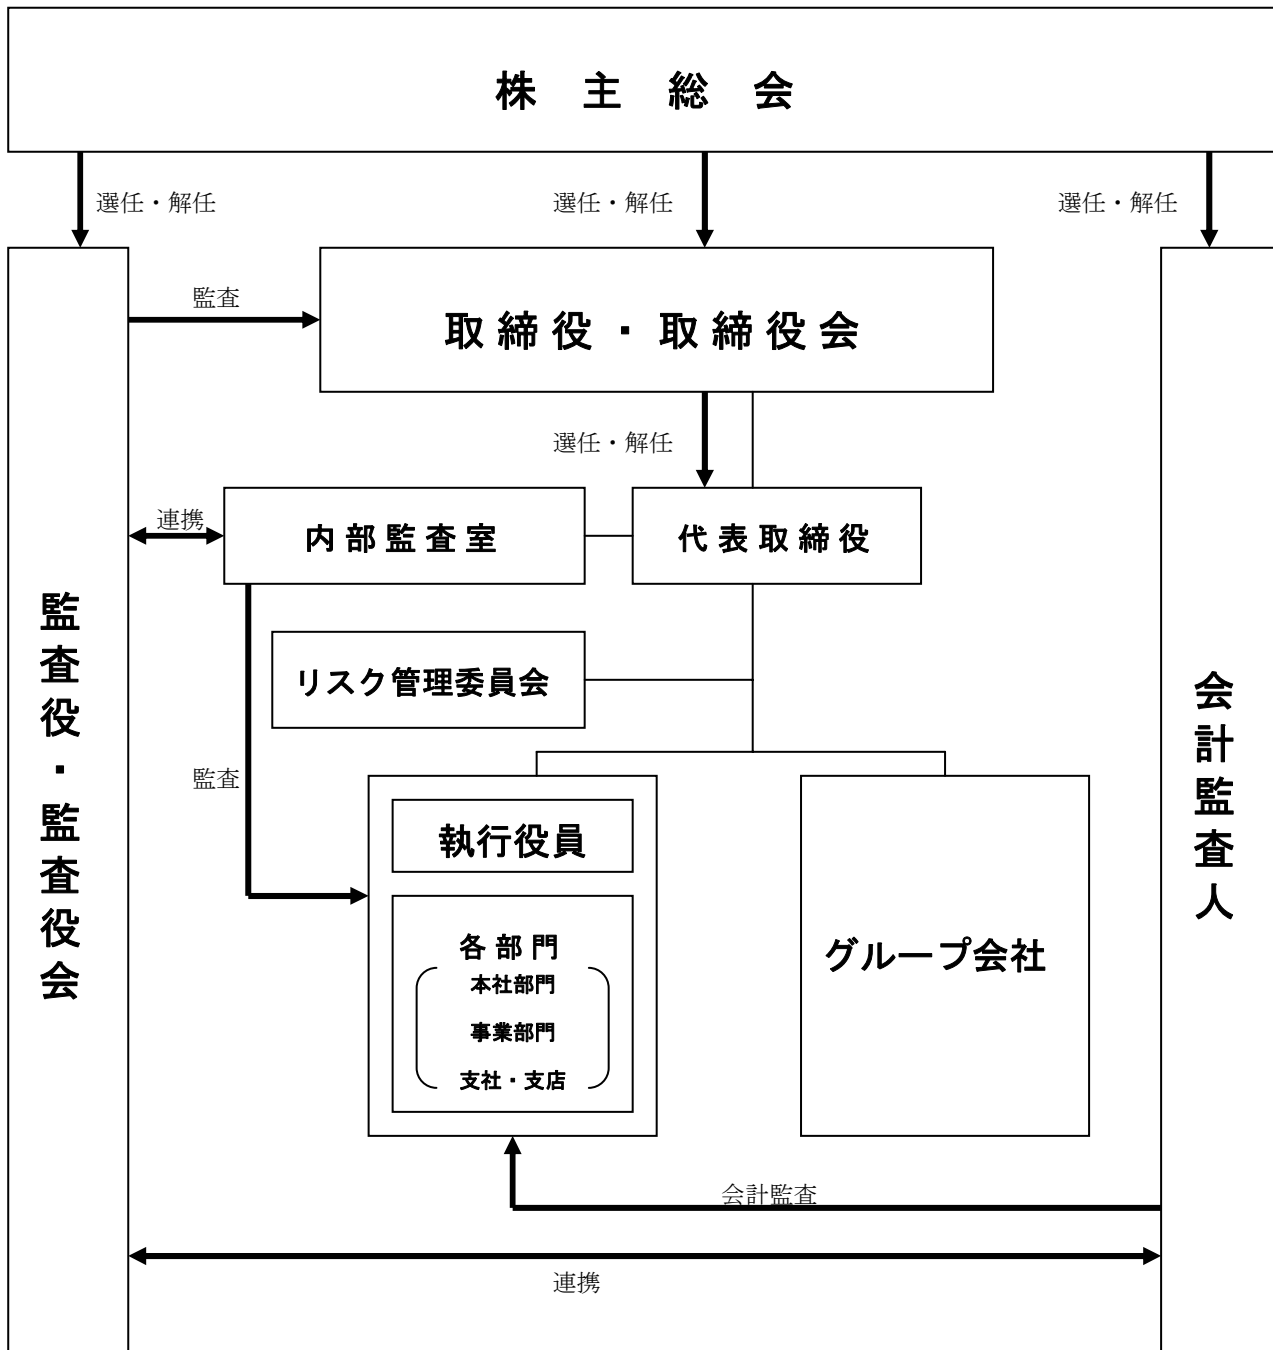 株主総会
選任・解任
選任・解任
選任・解任
監査
取締役・取締役会
選任・解任
連携
内部監査室
代表取締役
監査役・監査役会
リスク管理委員会
会計監査人
監査
執行役員
各部門
本社部門
事業部門
支社・支店
グループ会社
会計監査
連携